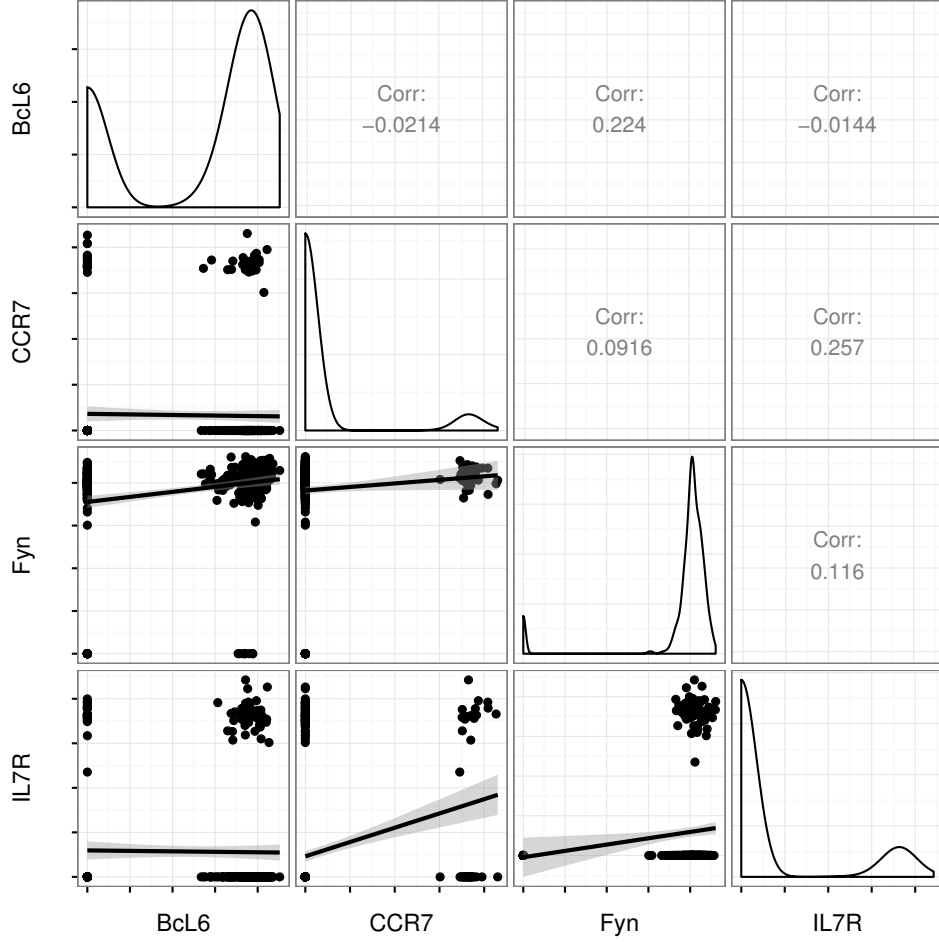 BcL6
Corr:
−0.0214
Corr:
0.224
Corr:
−0.0144
CCR7
Corr:
0.0916
Corr:
0.257
Fyn
Corr:
0.116
IL7R
BcL6
CCR7
Fyn
IL7R